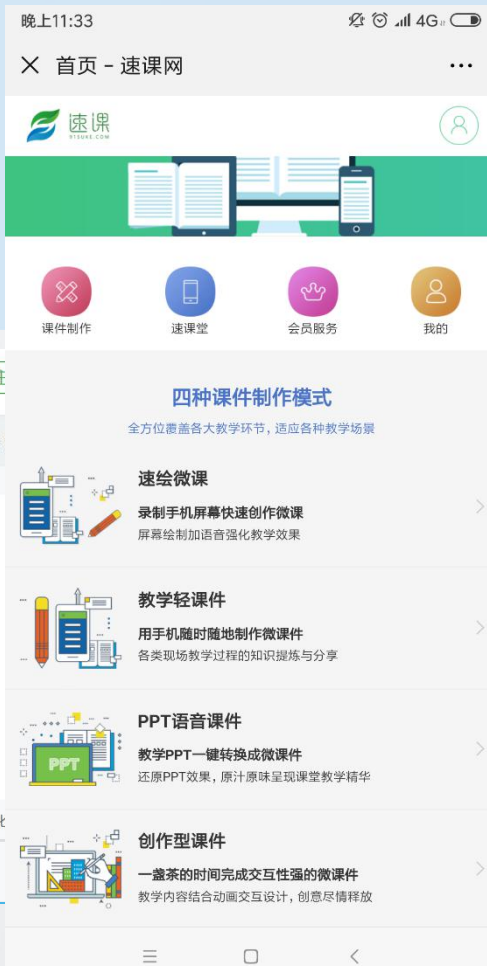 晚上11:33
4G
首页 - 速课网
速课
91SUKE.COM
课件制作
速课堂
会员服务
我的
四种课件制作模式
全方位覆盖各大教学环节，适应各种教学场景
速绘微课
录制手机屏幕快速创作微课
屏幕绘制加语音强化教学效果
教学轻课件
用手机随时随地制作微课件
各类现场教学过程的知识提炼与分享
PPT语音课件
教学PPT一键转换成微课件
还原PPT效果，原汁原味呈现课堂教学精华
PPT
创作型课件
一盏茶的时间完成交互性强的微课件
教学内容结合动画交互设计，创意尽情释放